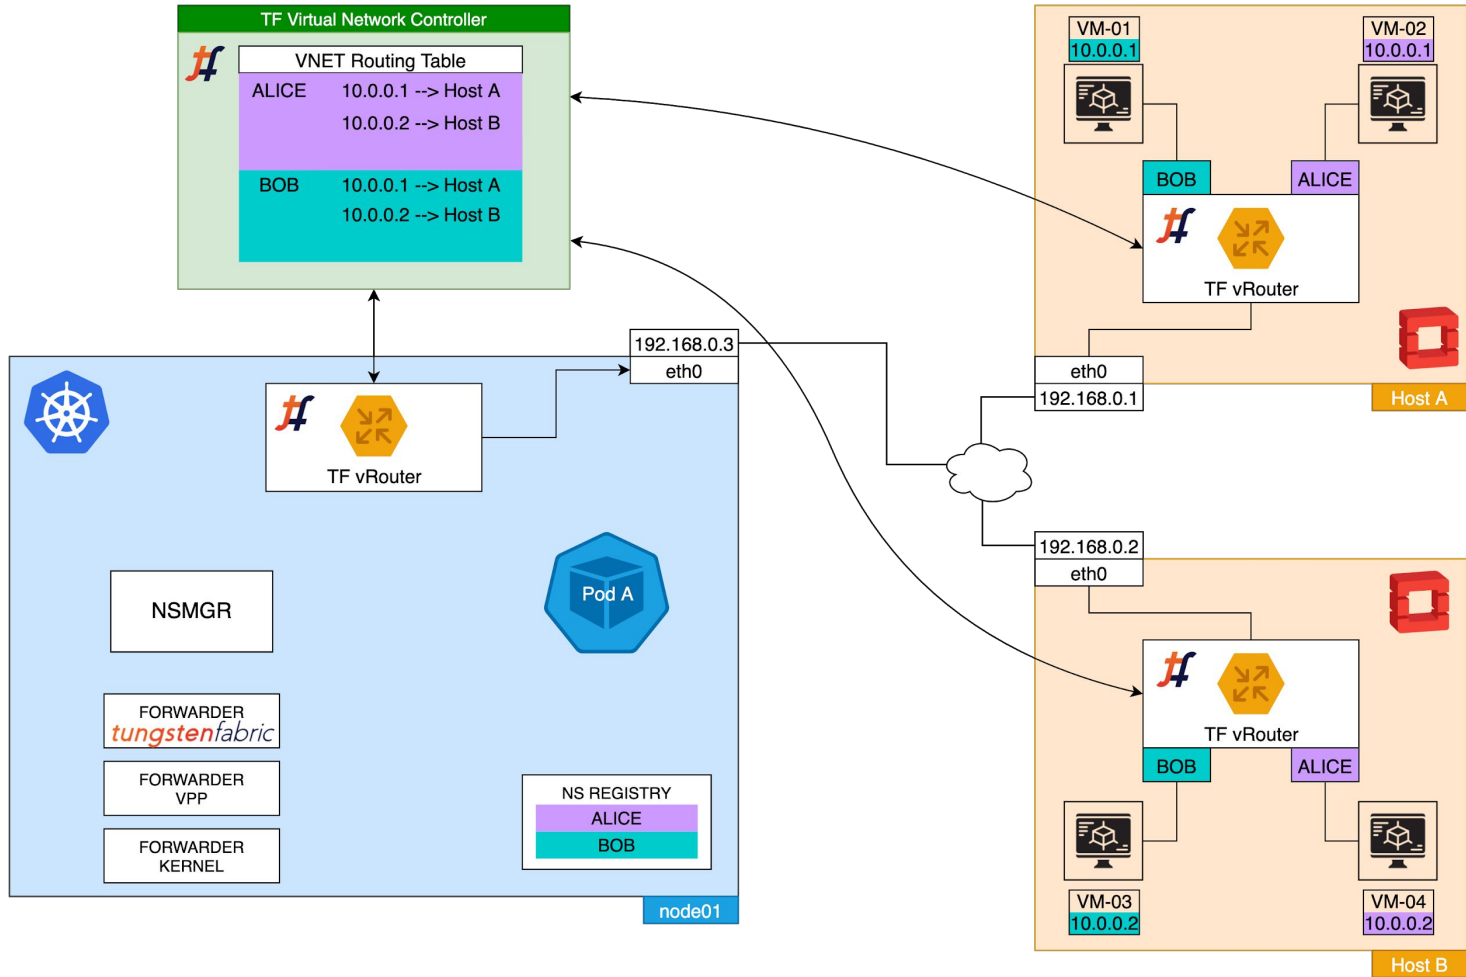 TF Virtual Network Controller
VNET Routing Table
ALICE 10.0.0.1 --> Host A
10.0.0.2 --> Host B
BOB 10.0.0.1 --> Host A
10.0.0.2 --> Host B
VM-01
10.0.0.1
VM-02
10.0.0.1
BOB
ALICE
TF vRouter
eth0
192.168.0.1
Host A
192.168.0.3
eth0
TF vRouter
NSMGR
Pod A
FORWARDER
tungstenfabric
FORWARDER
VPP
FORWARDER
KERNEL
NS REGISTRY
ALICE
BOB
node01
192.168.0.2
eth0
TF vRouter
BOB
ALICE
VM-03
10.0.0.2
VM-04
10.0.0.2
Host B